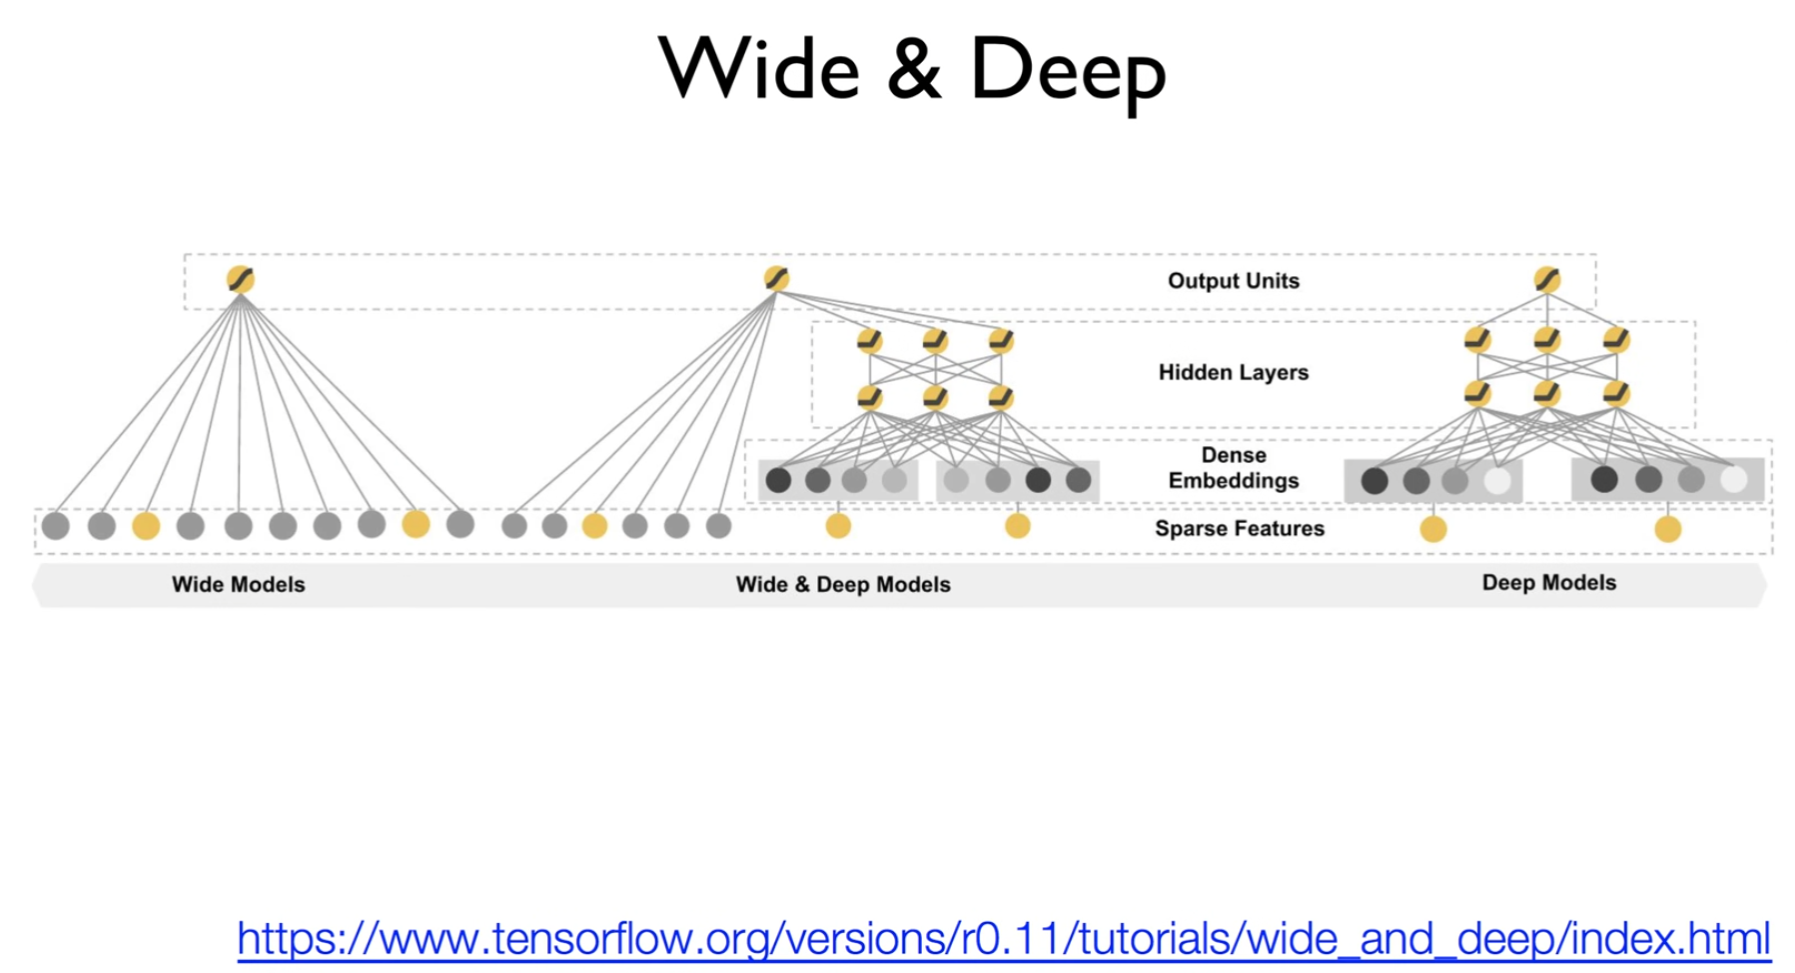 Wide & Deep
Output Units
Hidden Layers
Dense
Embeddings
Sparse Features
Wide Models
Wide & Deep Models
Deep Models
https://www.tensorflow.org/versions/r0.11/tutorials/wide_and_deep/index.html